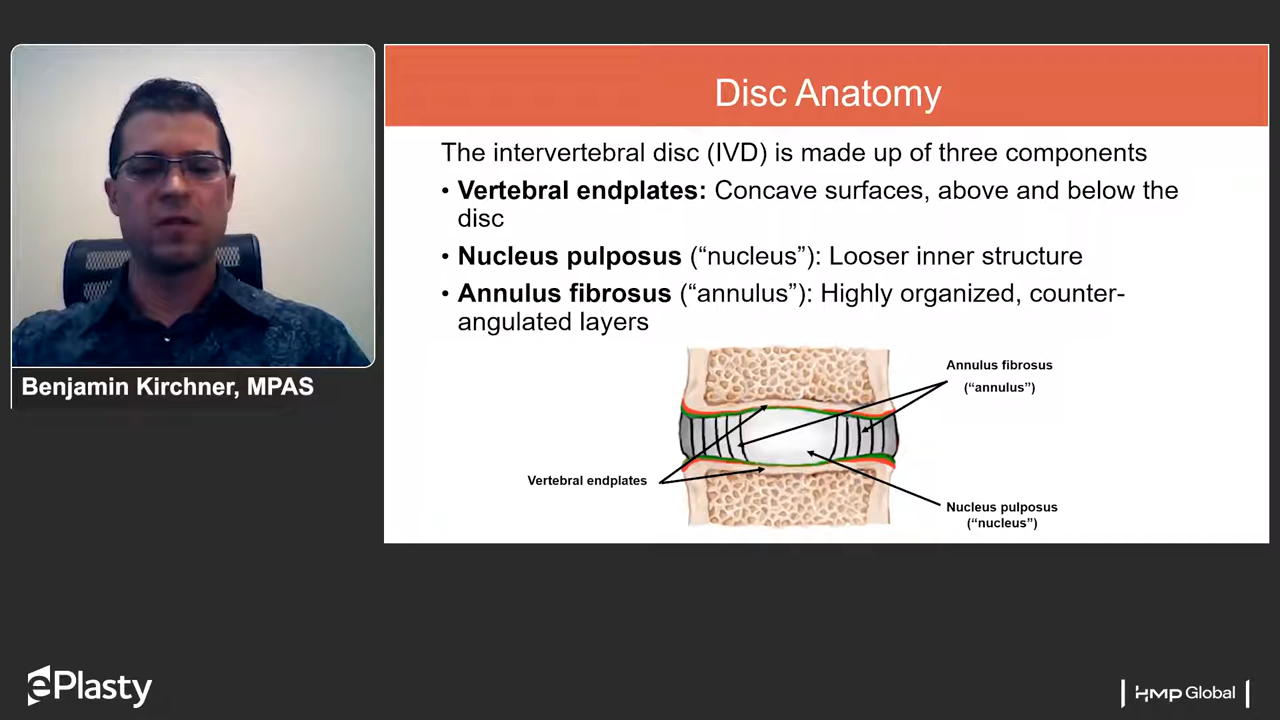 Disc Anatomy
The intervertebral disc (IVD) is made up of three components
• Vertebral endplates: Concave surfaces, above and below the
disc
• Nucleus pulposus (“nucleus”): Looser inner structure
• Annulus fibrosus (“annulus”): Highly organized, counter-
angulated layers
Annulus fibrosus
(“annulus”)
Vertebral endplates
Nucleus pulposus
(“nucleus”)
Benjamin Kirchner, MPAS
ePlasty
HMP Global